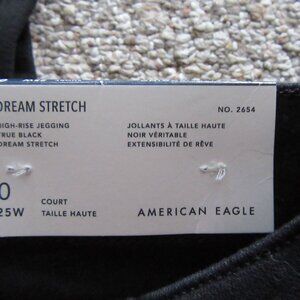 DREAM STRETCH
NO. 2654
HIGH-RISE JEGGING
TRUE BLACK
DREAM STRETCH
JOLLANTS À TAILLE HAUTE
NOIR VÉRITABLE
EXTENSIBILITÉ DE RÊVE
0
25W
COURT
TAILLE HAUTE
AMERICAN EAGLE